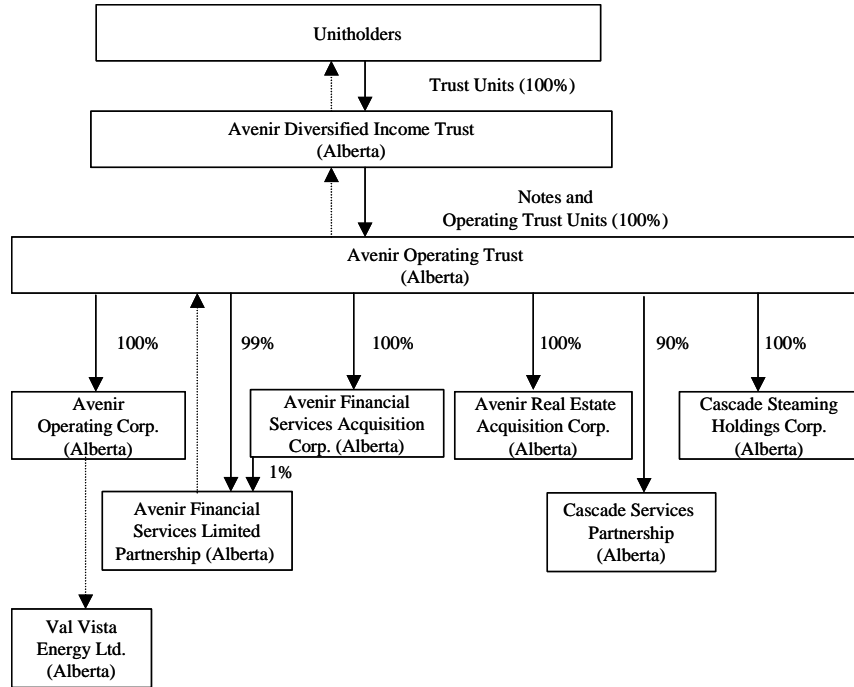 Unitholders
Trust Units (100%)
Avenir Diversified Income Trust
(Alberta)
Notes and
Operating Trust Units (100%)
Avenir Operating Trust
(Alberta)
100%
99%
100%
100%
90%
100%
Avenir
Operating Corp.
(Alberta)
Avenir Financial
Services Acquisition
Corp. (Alberta)
Avenir Real Estate
Acquisition Corp.
(Alberta)
Cascade Steaming
Holdings Corp.
(Alberta)
1%
Avenir Financial
Services Limited
Partnership (Alberta)
Cascade Services
Partnership
(Alberta)
Val Vista
Energy Ltd.
(Alberta)